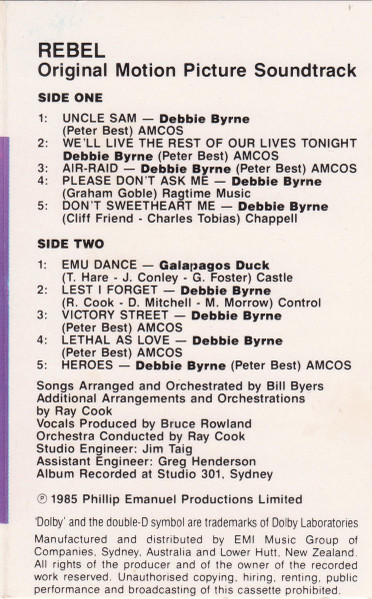 REBEL
Original Motion Picture Soundtrack
SIDE ONE
1: UNCLE SAM — Debbie Byrne
(Peter Best) AMCOS
2: WE'LL LIVE THE REST OF OUR LIVES TONIGHT
Debbie Byrne (Peter Best) AMCOS
3: AIR-RAID — Debbie Byrne (Peter Best) AMCOS
4: PLEASE DON'T ASK ME — Debbie Byrne
(Graham Goble) Ragtime Music
5: DON'T SWEETHEART ME — Debbie Byrne
(Cliff Friend - Charles Tobias) Chappell
SIDE TWO
1: EMU DANCE — Galapagos Duck
(T. Hare - J. Conley - G. Foster) Castle
2: LEST I FORGET — Debbie Byrne
(R. Cook - D. Mitchell - M. Morrow) Control
3: VICTORY STREET — Debbie Byrne
(Peter Best) AMCOS
4: LETHAL AS LOVE — Debbie Byrne
(Peter Best) AMCOS
5: HEROES — Debbie Byrne (Peter Best) AMCOS
Songs Arranged and Orchestrated by Bill Byers
Additional Arrangements and Orchestrations
by Ray Cook
Vocals Produced by Bruce Rowland
Orchestra Conducted by Ray Cook
Studio Engineer: Jim Taig
Assistant Engineer: Greg Henderson
Album Recorded at Studio 301, Sydney
℗ 1985 Phillip Emanuel Productions Limited
'Dolby' and the double-D symbol are trademarks of Dolby Laboratories
Manufactured and distributed by EMI Music Group of
Companies, Sydney, Australia and Lower Hutt, New Zealand.
All rights of the producer and of the owner of the recorded
work reserved. Unauthorised copying, hiring, renting, public
performance and broadcasting of this cassette prohibited.